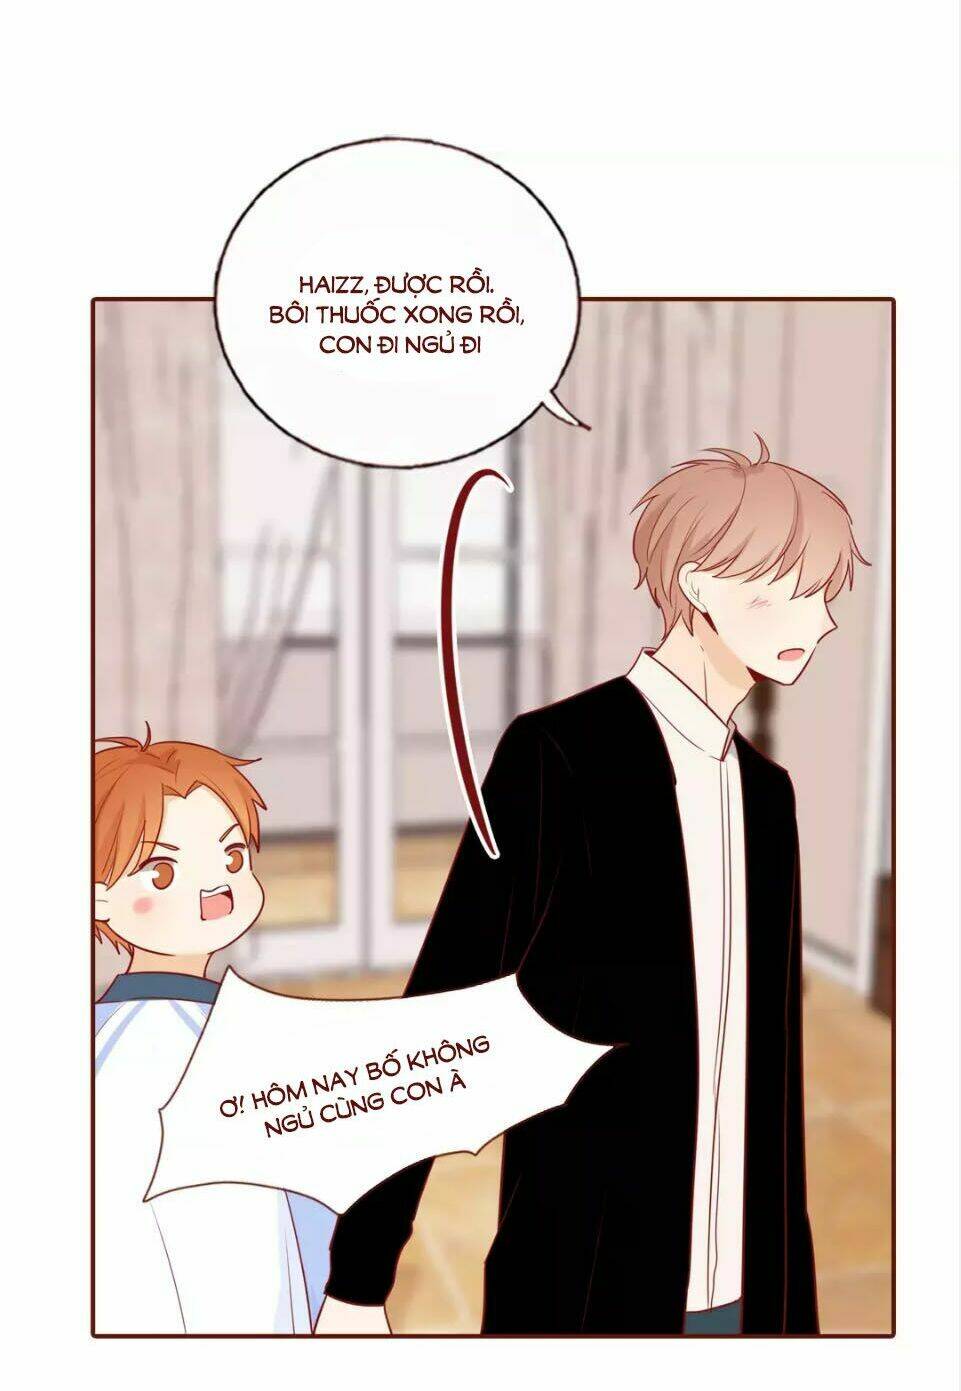 HAIZZ, ĐƯỢC RỒI.
BÔI THUỐC XONG RỒI,
CON ĐI NGỦ ĐI
Ơ! HÔM NAY BỐ KHÔNG
NGỦ CÙNG CON À